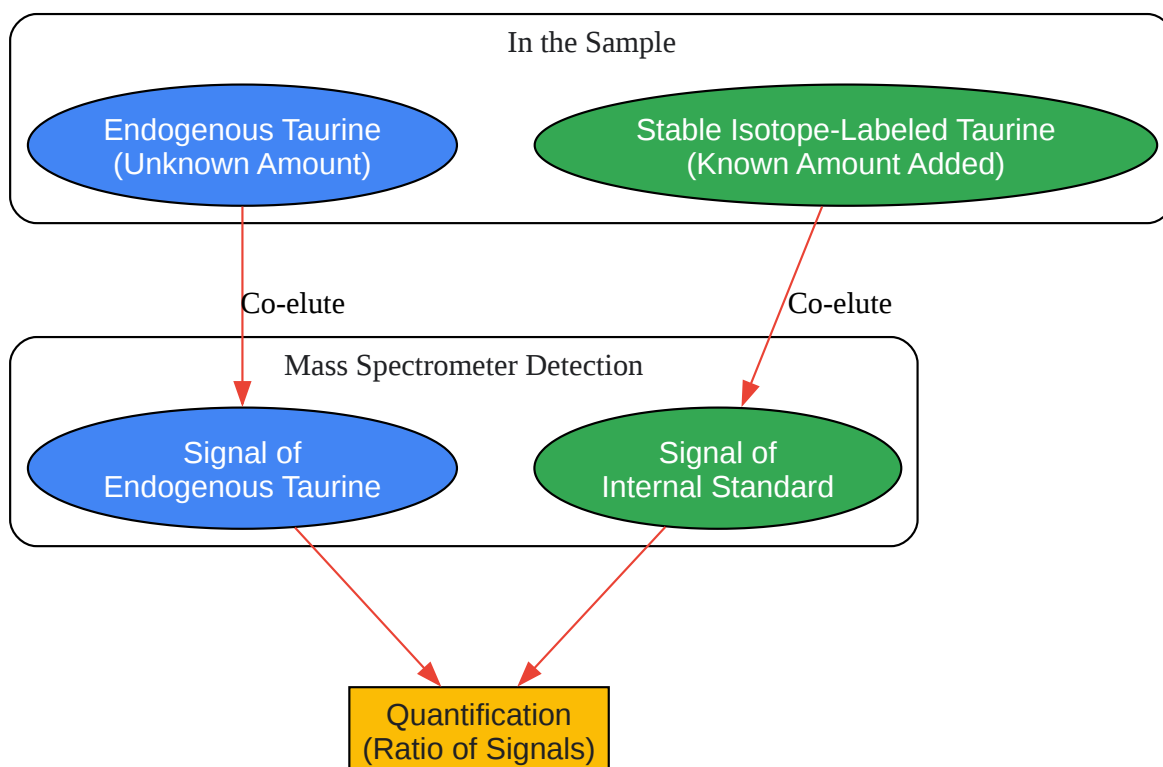 In the Sample
Endogenous Taurine
(Unknown Amount)
Stable Isotope-Labeled Taurine
(Known Amount Added)
Co-elute
Co-elute
Mass Spectrometer Detection
Signal of
Endogenous Taurine
Signal of
Internal Standard
Quantification
(Ratio of Signals)